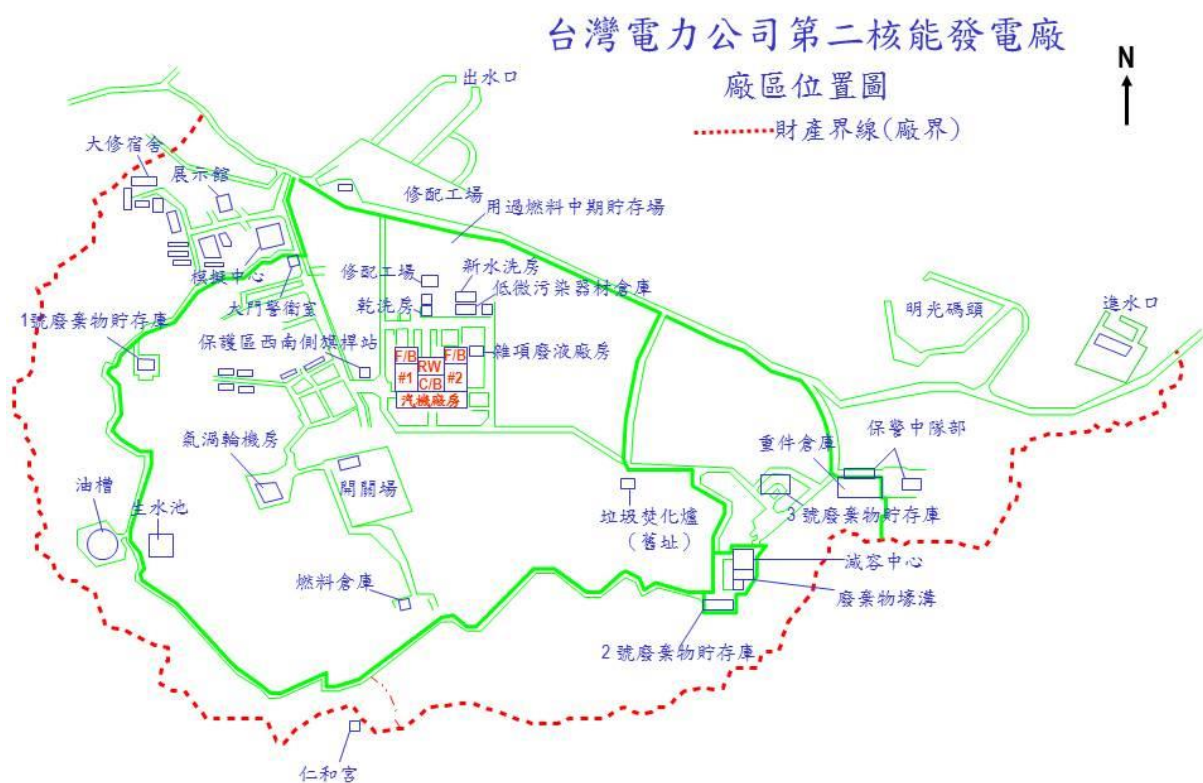 台灣電力公司第二核能發電廠
廠區位置圖
N
財產界線(廠界)
出水口
大修宿舍
展示館
修配工場
用過燃料中期貯存場
模擬中心
修配工場
新水洗房
低微污染器材倉庫
大門警衛室
乾洗房
明光碼頭
進水口
1號廢棄物貯存庫
保護區西南側旗桿站
雜項廢液廠房
F/B
RW
F/B
#1
C/B
#2
汽機廠房
氣渦輪機房
開關場
重件倉庫
保警中隊部
油槽
生水池
垃圾焚化爐
(舊址)
3號廢棄物貯存庫
減容中心
燃料倉庫
廢棄物壕溝
2號廢棄物貯存庫
仁和宮